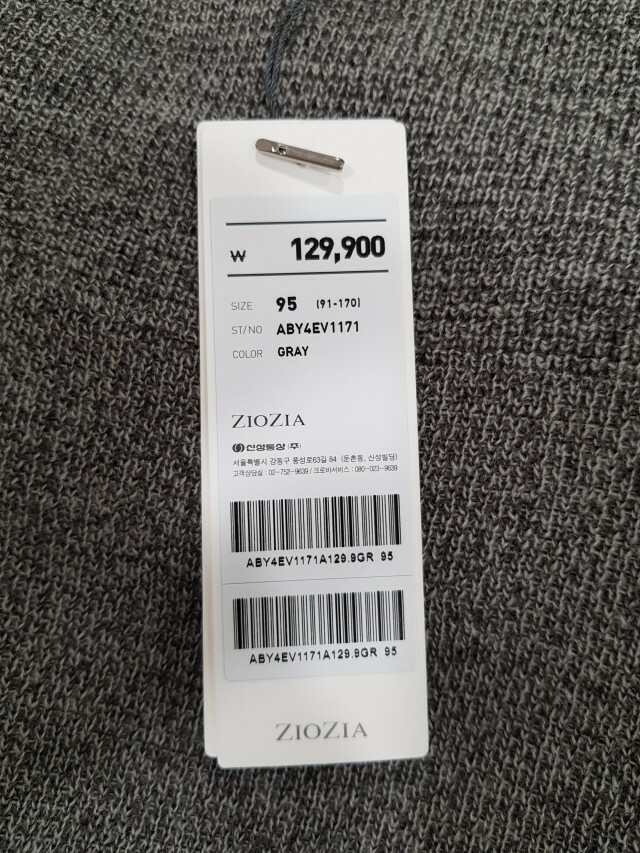 ₩ 129,900
SIZE 95 (91-170)
ST/NO ABY4EV1171
COLOR GRAY
ZIOZIA
신성통상 (주)
서울특별시 강동구 풍성로63길 84 (둔촌동, 신성빌딩)
고객상담실 : 02-752-9639 / 크로바서비스 : 080-023-9639
ABY4EV1171A129.9GR 95
ABY4EV1171A129.9GR 95
ZIOZIA